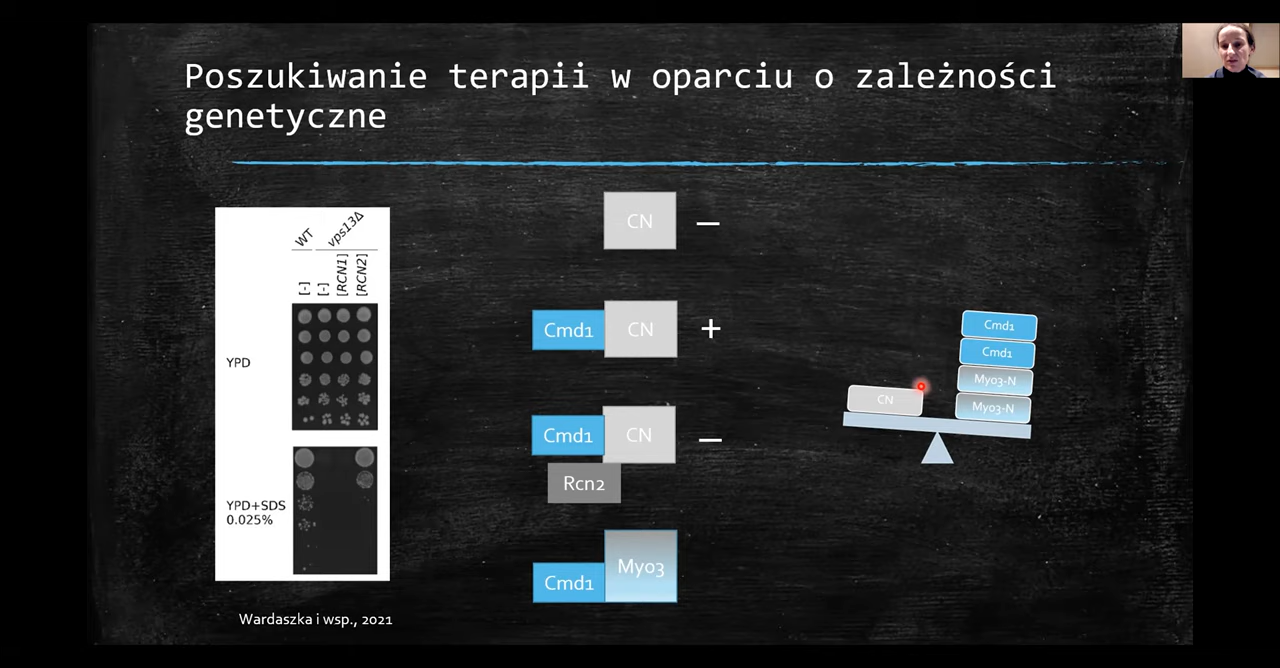 Poszukiwanie terapii w oparciu o zależności
genetyczne
WT
vps13Δ
[-]
[-]
[RCN1]
[RCN2]
YPD
YPD+SDS
0.025%
Wardaszka i wsp., 2021
CN –
Cmd1 CN +
Cmd1 CN –
Rcn2
Cmd1 Myo3
Cmd1
Cmd1
Myo3-N
Myo3-N
CN